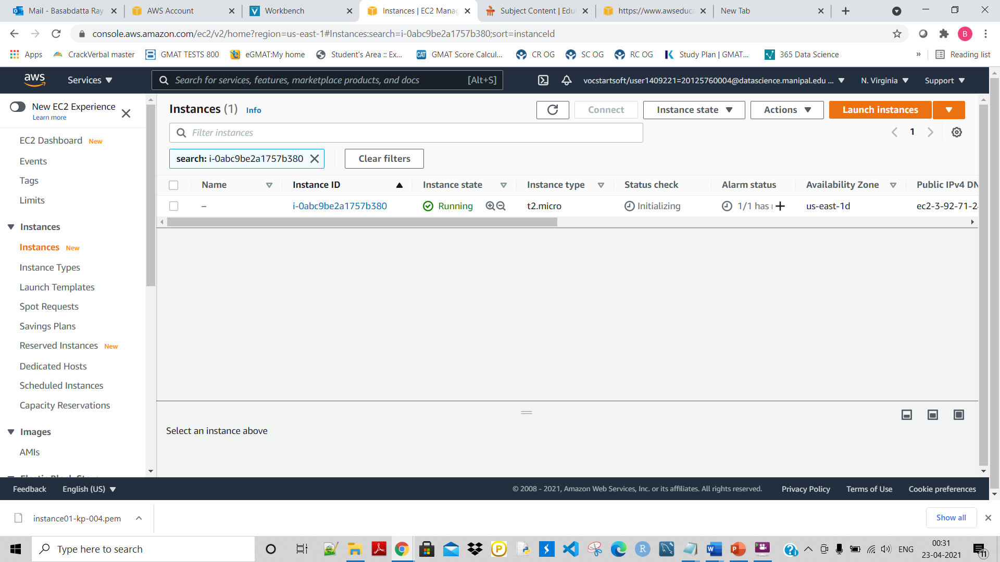 Mail - Basabdatta Ray
AWS Account
Workbench
Instances | EC2 Manag
Subject Content | Edu
https://www.awseduca
New Tab
console.aws.amazon.com/ec2/v2/home?region=us-east-1#Instances:search=i-0abc9be2a1757b380;sort=instanceId
B
Apps
CrackVerbal master
GMAT TESTS 800
eGMAT:My home
Student's Area :: Ex...
CAT
GMAT Score Calcul...
CR OG
SC OG
RC OG
Study Plan | GMAT...
365 Data Science
»
Reading list
aws
Services
Search for services, features, marketplace products, and docs
[Alt+S]
vocstartsoft/user1409221=20125760004@datascience.manipal.edu ...
N. Virginia
Support
New EC2 Experience
Learn more
EC2 Dashboard New
Events
Tags
Limits
Instances
Instances New
Instance Types
Launch Templates
Spot Requests
Savings Plans
Reserved Instances New
Dedicated Hosts
Scheduled Instances
Capacity Reservations
Images
AMIs
Instances (1) Info
Connect
Instance state
Actions
Launch instances
Filter instances
1
search: i-0abc9be2a1757b380
Clear filters
Name
Instance ID
Instance state
Instance type
Status check
Alarm status
Availability Zone
Public IPv4 DN
–
i-0abc9be2a1757b380
Running
t2.micro
Initializing
1/1 has
us-east-1d
ec2-3-92-71-2
Select an instance above
Feedback
English (US)
© 2008 - 2021, Amazon Web Services, Inc. or its affiliates. All rights reserved.
Privacy Policy
Terms of Use
Cookie preferences
instance01-kp-004.pem
Show all
Type here to search
ENG
00:31
23-04-2021
11